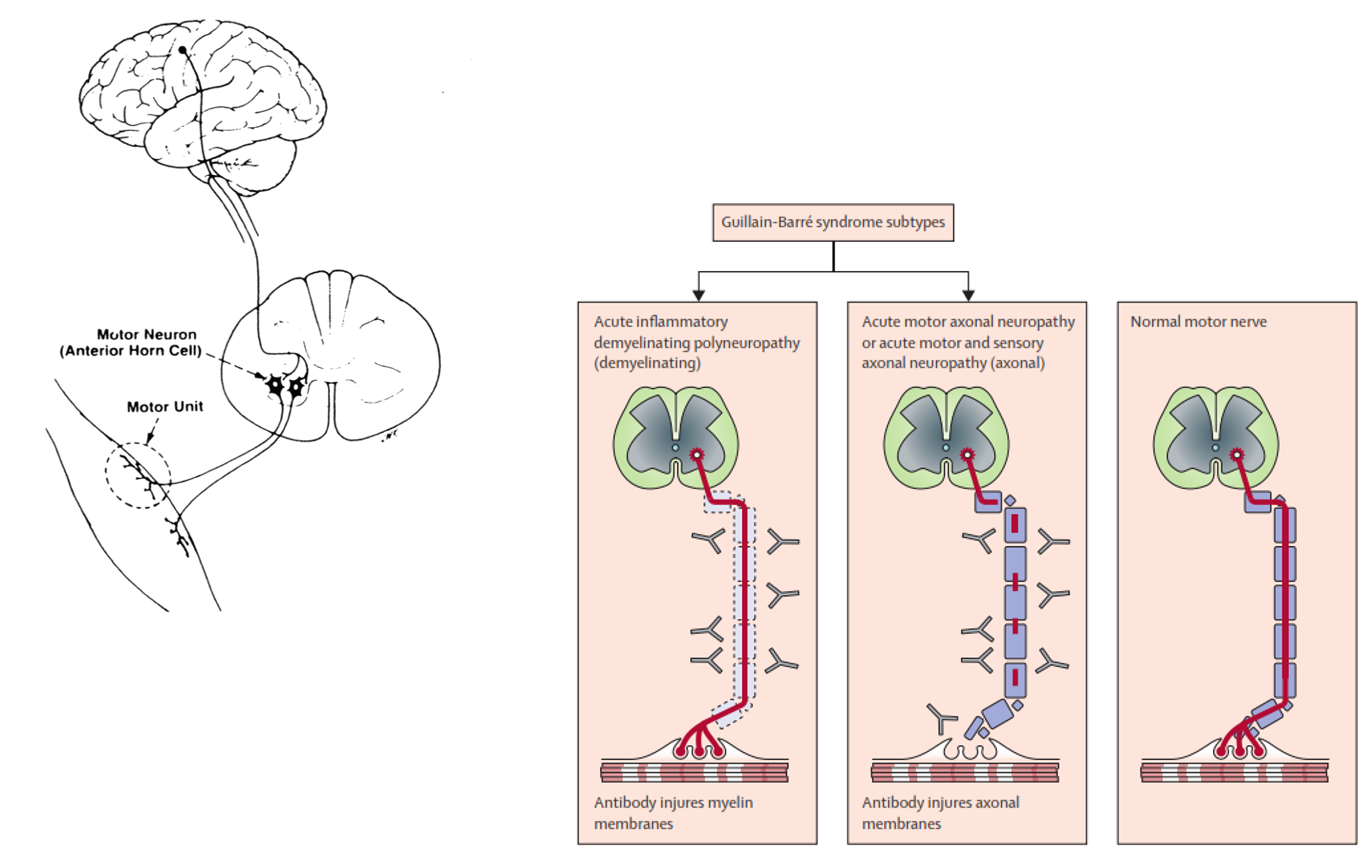 Motor Neuron
(Anterior Horn Cell)
Motor Unit
Guillain-Barré syndrome subtypes
Acute inflammatory
demyelinating polyneuropathy
(demyelinating)
Antibody injures myelin
membranes
Acute motor axonal neuropathy
or acute motor and sensory
axonal neuropathy (axonal)
Antibody injures axonal
membranes
Normal motor nerve